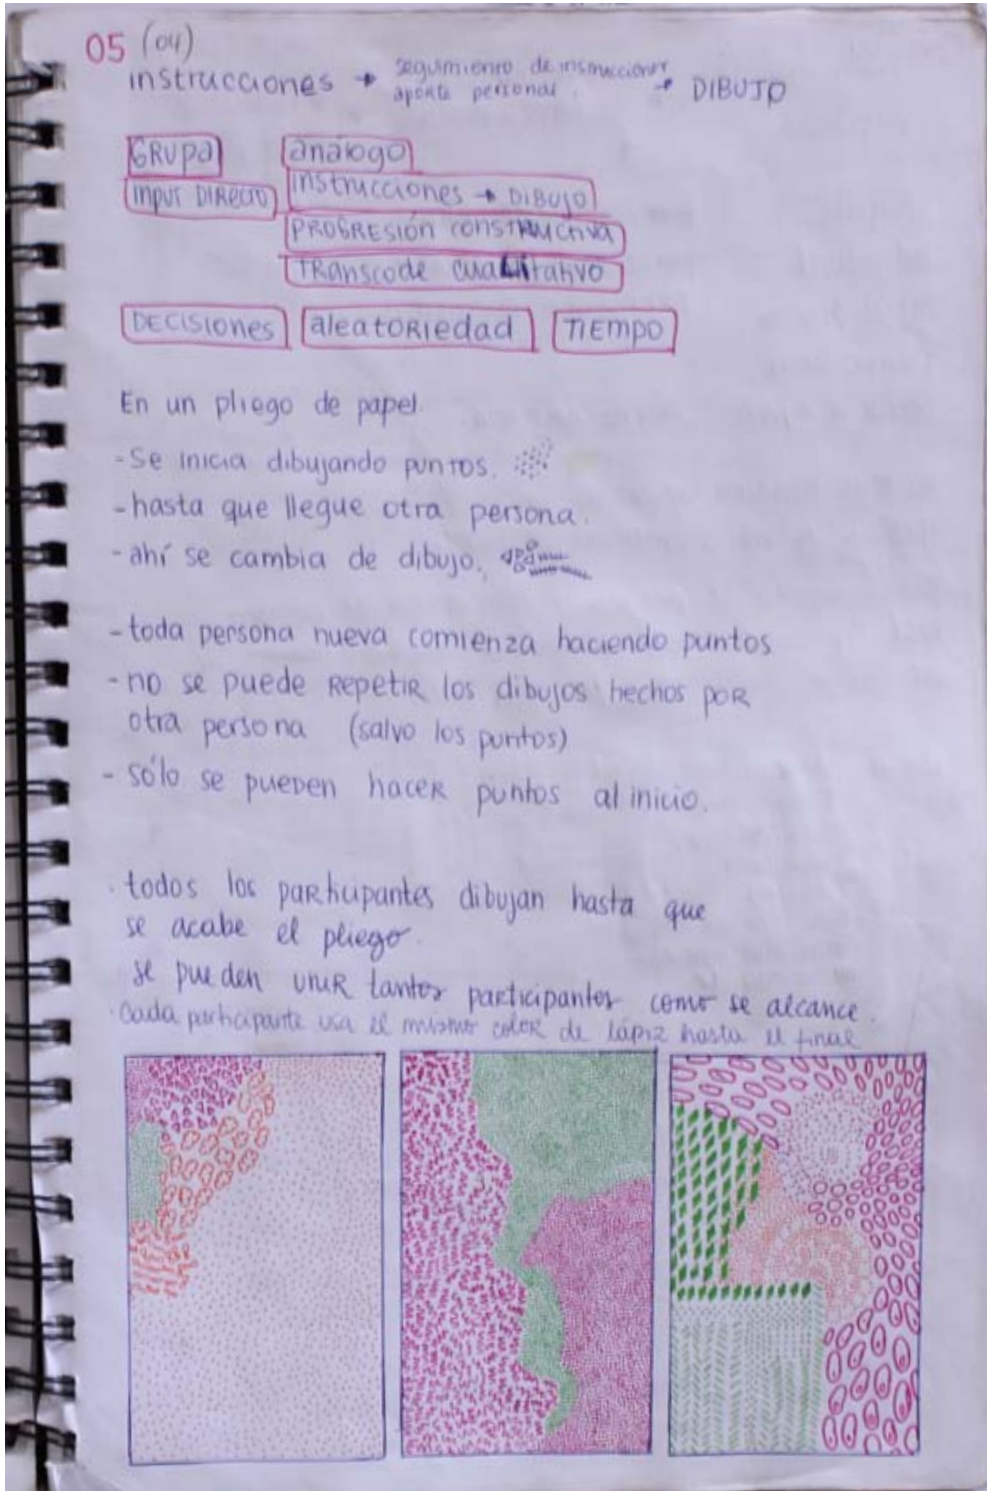 05 (04)
instrucciones → seguimiento de instrucciones → DIBUJO
aporte personal.
GRUPAl análogo
INPUT DIRECTO instrucciones → DIBUJO
PROGRESIÓN CONSTRUCTIVA
TRanscode cualitativo
DECISIONES aleatoRiedad TIEMPO
En un pliego de papel.
- Se inicia dibujando puntos.
- hasta que llegue otra persona.
- ahí se cambia de dibujo.
- toda persona nueva comienza haciendo puntos
- no se puede REPETIR los dibujos hechos poR
otra persona (salvo los puntos)
- sólo se pueden haceR puntos al inicio.
· todos los participantes dibujan hasta que
se acabe el pliego.
· se pueden uniR tantos participantes como se alcance.
· Cada participante usa el mismo coloR de lápiz hasta el final